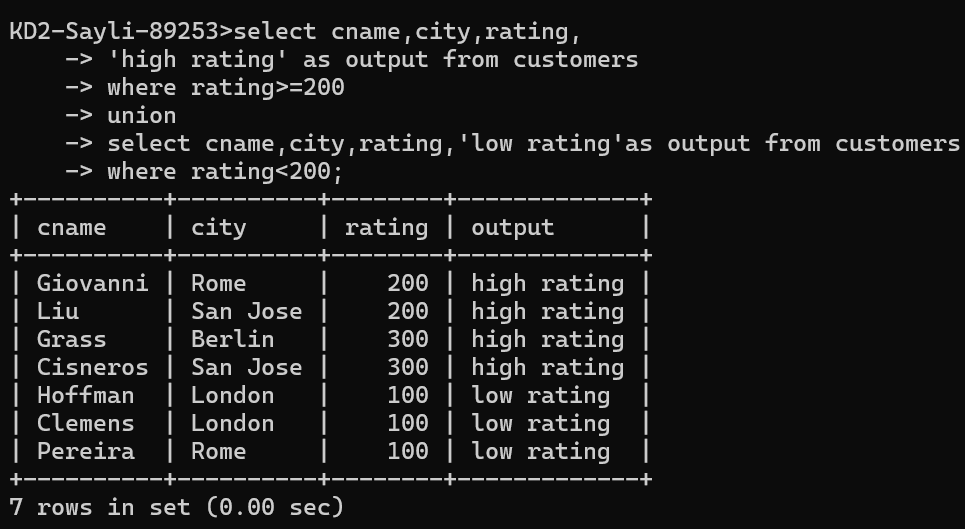 KD2-Sayli-89253>select cname,city,rating,
    -> 'high rating' as output from customers
    -> where rating>=200
    -> union
    -> select cname,city,rating,'low rating'as output from customers
    -> where rating<200;
+----------+----------+--------+-------------+
| cname    | city     | rating | output      |
+----------+----------+--------+-------------+
| Giovanni | Rome     |    200 | high rating |
| Liu      | San Jose |    200 | high rating |
| Grass    | Berlin   |    300 | high rating |
| Cisneros | San Jose |    300 | high rating |
| Hoffman  | London   |    100 | low rating  |
| Clemens  | London   |    100 | low rating  |
| Pereira  | Rome     |    100 | low rating  |
+----------+----------+--------+-------------+
7 rows in set (0.00 sec)